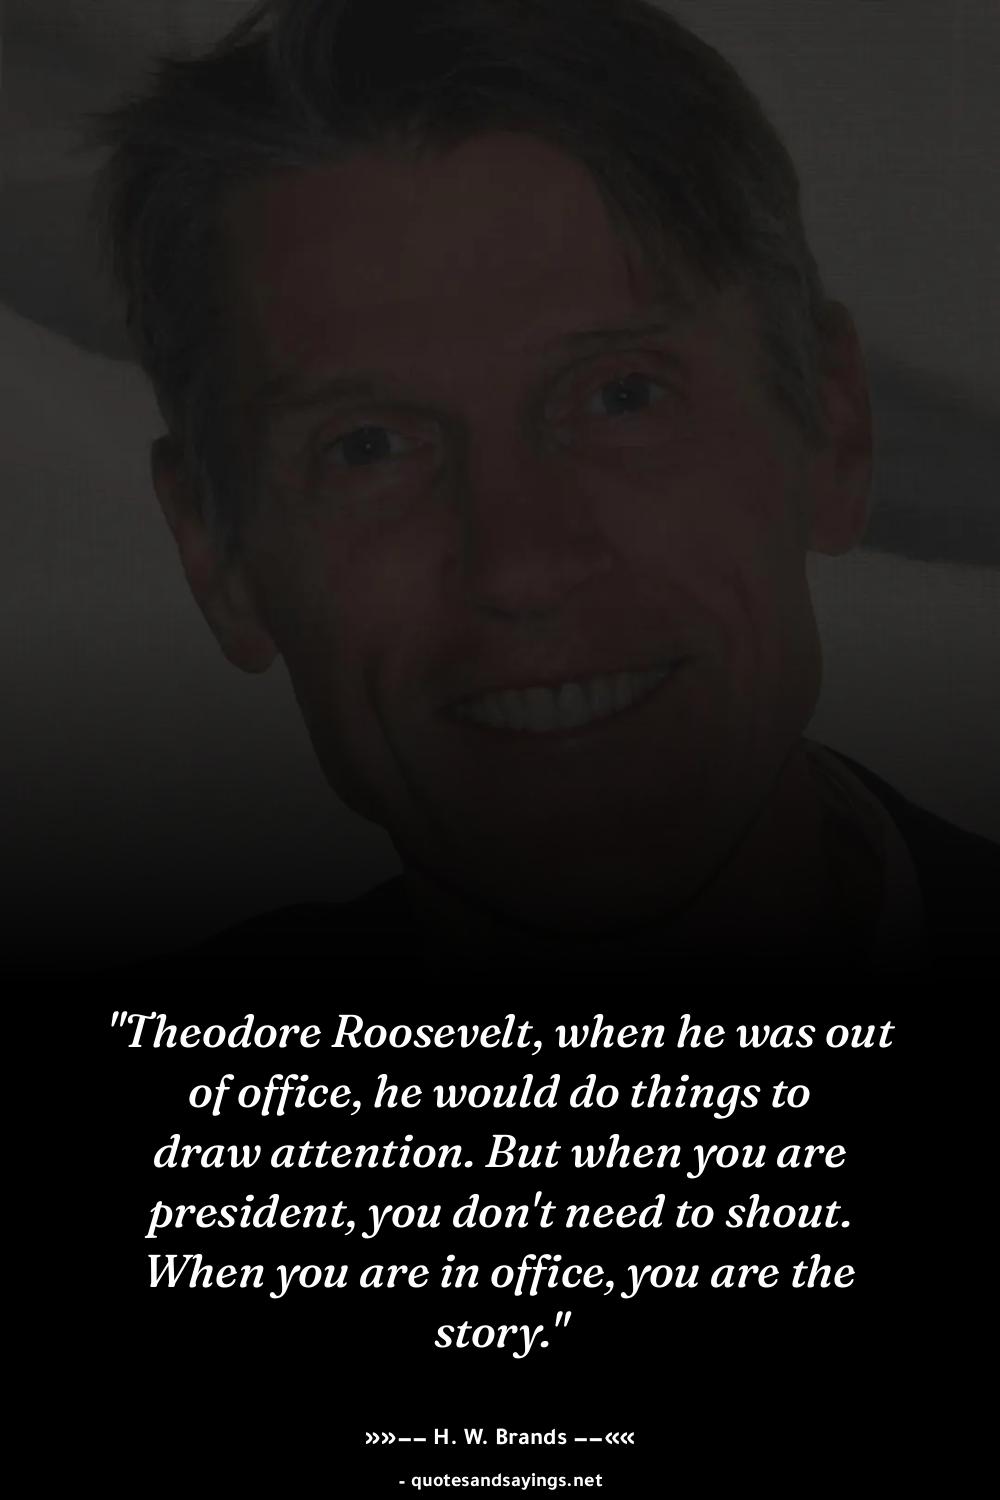 "Theodore Roosevelt, when he was out
of office, he would do things to
draw attention. But when you are
president, you don't need to shout.
When you are in office, you are the
story."
»»–– H. W. Brands ––««
- quotesandsayings.net